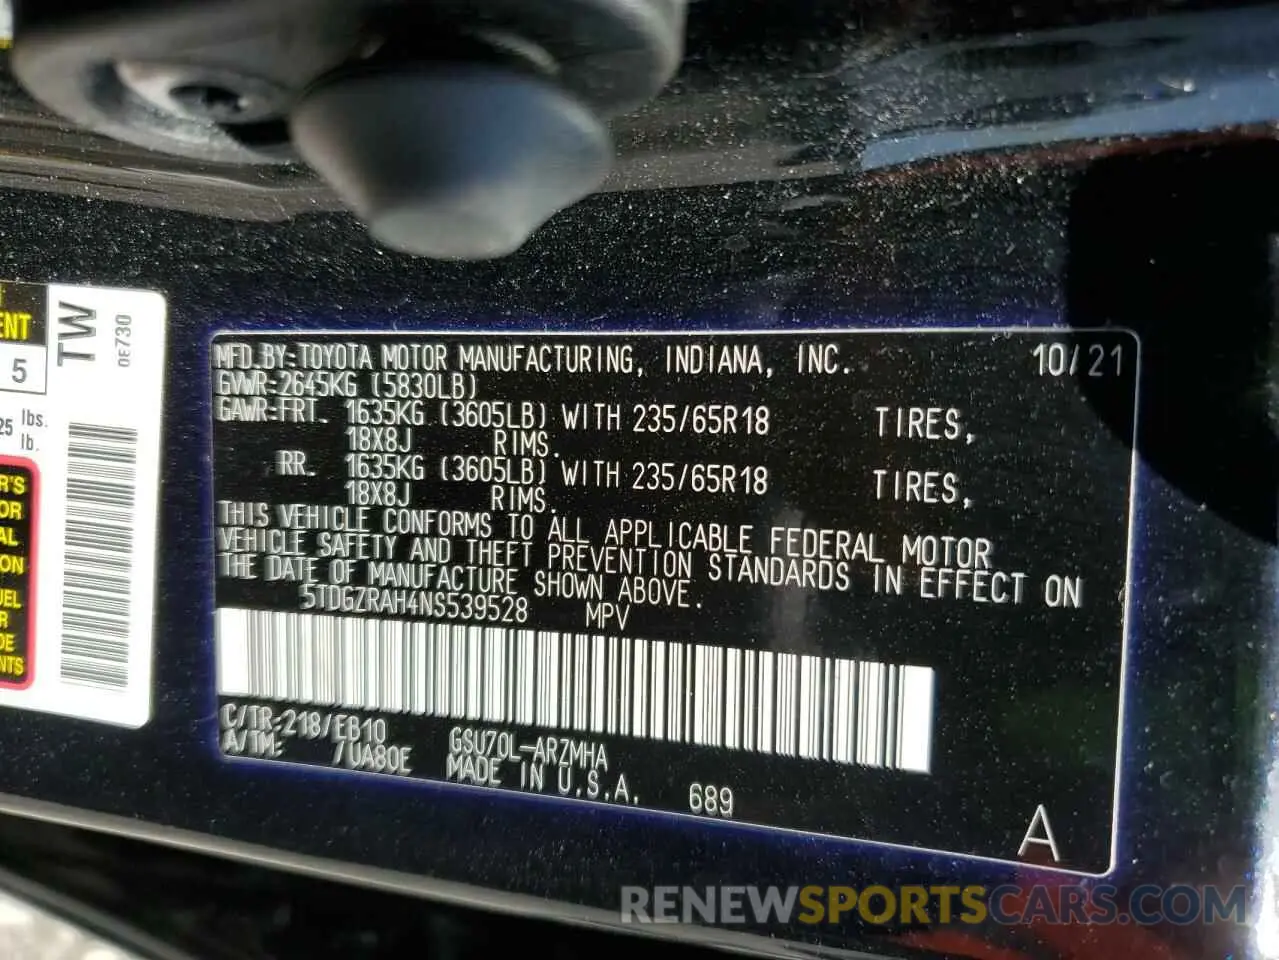 MFD.BY:TOYOTA MOTOR MANUFACTURING, INDIANA, INC. 10/21
GVWR:2645KG (5830LB)
GAWR:FRT. 1635KG (3605LB) WITH 235/65R18 TIRES,
18X8J RIMS.
RR. 1635KG (3605LB) WITH 235/65R18 TIRES,
18X8J RIMS.
THIS VEHICLE CONFORMS TO ALL APPLICABLE FEDERAL MOTOR
VEHICLE SAFETY AND THEFT PREVENTION STANDARDS IN EFFECT ON
THE DATE OF MANUFACTURE SHOWN ABOVE.
5TDGZRAH4NS539528 MPV
C/TR:218/EB10 GSU70L-ARZMHA
A/TM: /UA80E MADE IN U.S.A. 689
A
TW
0E730
5
25 lbs.
lb.
RENEWSPORTSCARS.COM